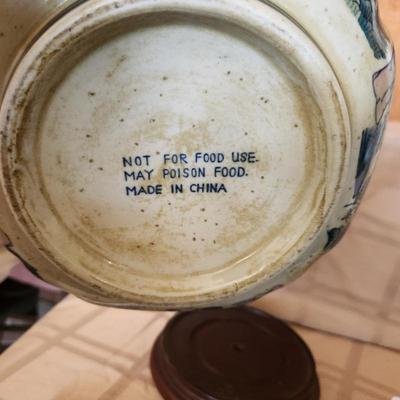 NOT FOR FOOD USE.
MAY POISON FOOD.
MADE IN CHINA